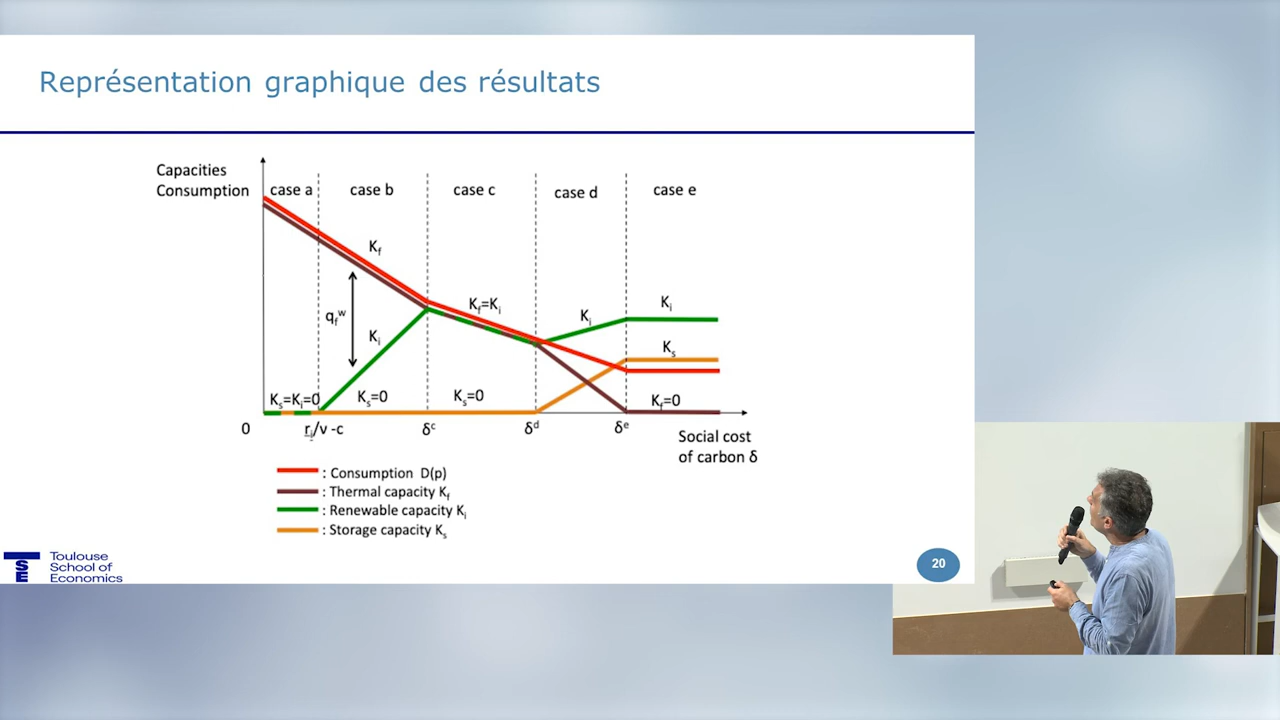 Représentation graphique des résultats
Capacities
Consumption
case a
case b
case c
case d
case e
K_f
q_f^w
K_i
K_f=K_i
K_i
K_i
K_s
K_s=K_i=0
K_s=0
K_s=0
K_f=0
0
r_i/ν -c
δ^c
δ^d
δ^e
Social cost
of carbon δ
: Consumption D(p)
: Thermal capacity K_f
: Renewable capacity K_i
: Storage capacity K_s
TSE
Toulouse
School of
Economics
20